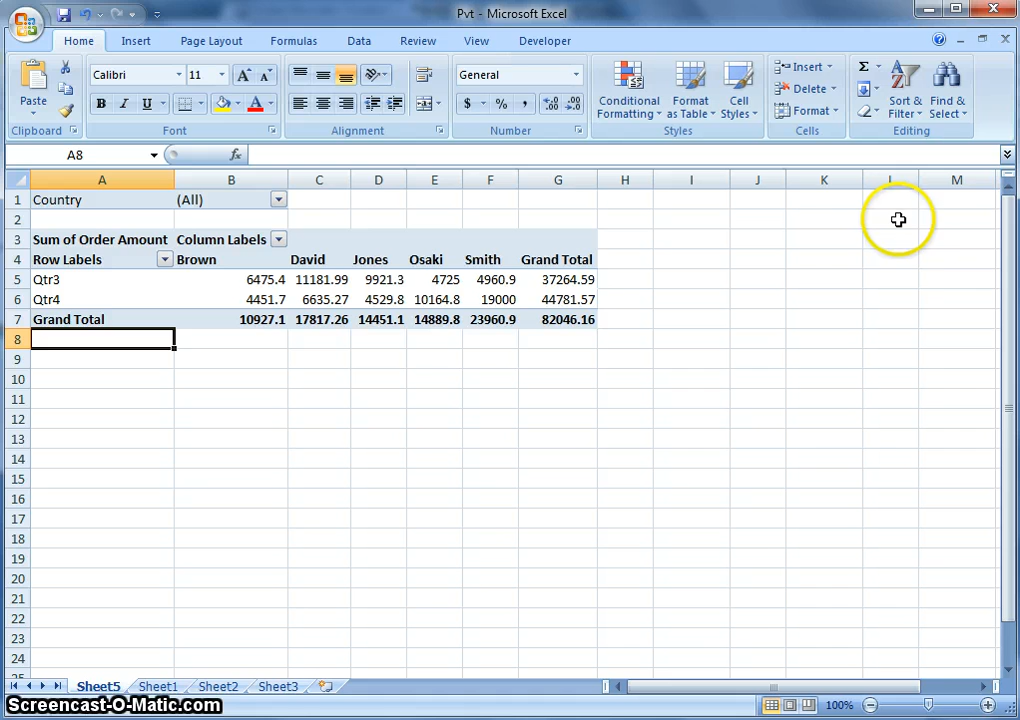 Pvt - Microsoft Excel
Home Insert Page Layout Formulas Data Review View Developer
Paste
Calibri 11
B I U
General
$ % ,
Conditional Formatting
Format as Table
Cell Styles
Insert
Delete
Format
Σ
Sort & Filter
Find & Select
Clipboard Font Alignment Number Styles Cells Editing
A8 fx
A B C D E F G H I J K L M
1 Country (All)
2
3 Sum of Order Amount Column Labels
4 Row Labels Brown David Jones Osaki Smith Grand Total
5 Qtr3 6475.4 11181.99 9921.3 4725 4960.9 37264.59
6 Qtr4 4451.7 6635.27 4529.8 10164.8 19000 44781.57
7 Grand Total 10927.1 17817.26 14451.1 14889.8 23960.9 82046.16
8
9
10
11
12
13
14
15
16
17
18
19
20
21
22
23
24
25
Sheet5 Sheet1 Sheet2 Sheet3
Screencast-O-Matic.com 100%